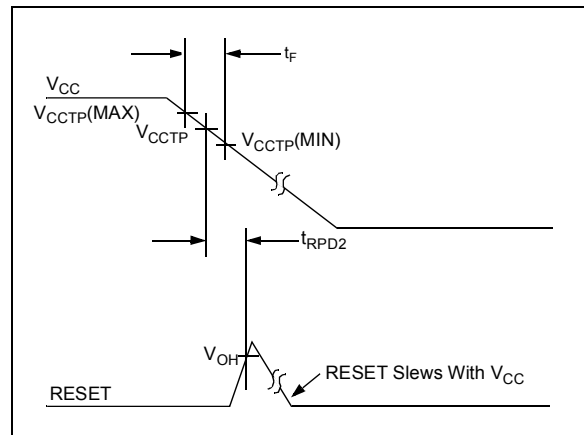 t_F
V_CC
V_CCTP(MAX)
V_CCTP
V_CCTP(MIN)
t_RPD2
V_OH
RESET Slews With V_CC
RESET